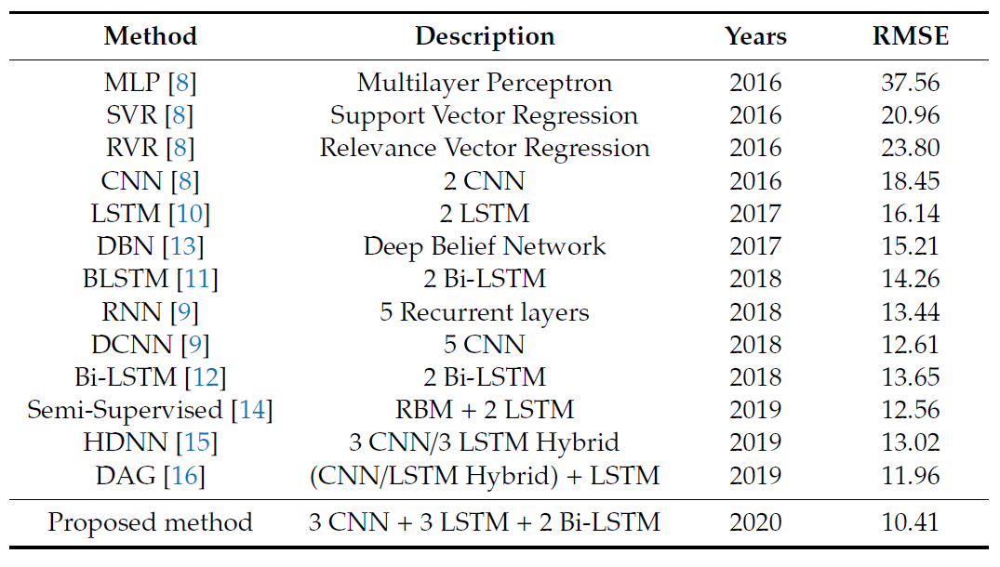 Method Description Years RMSE
MLP [8] Multilayer Perceptron 2016 37.56
SVR [8] Support Vector Regression 2016 20.96
RVR [8] Relevance Vector Regression 2016 23.80
CNN [8] 2 CNN 2016 18.45
LSTM [10] 2 LSTM 2017 16.14
DBN [13] Deep Belief Network 2017 15.21
BLSTM [11] 2 Bi-LSTM 2018 14.26
RNN [9] 5 Recurrent layers 2018 13.44
DCNN [9] 5 CNN 2018 12.61
Bi-LSTM [12] 2 Bi-LSTM 2018 13.65
Semi-Supervised [14] RBM + 2 LSTM 2019 12.56
HDNN [15] 3 CNN/3 LSTM Hybrid 2019 13.02
DAG [16] (CNN/LSTM Hybrid) + LSTM 2019 11.96
Proposed method 3 CNN + 3 LSTM + 2 Bi-LSTM 2020 10.41